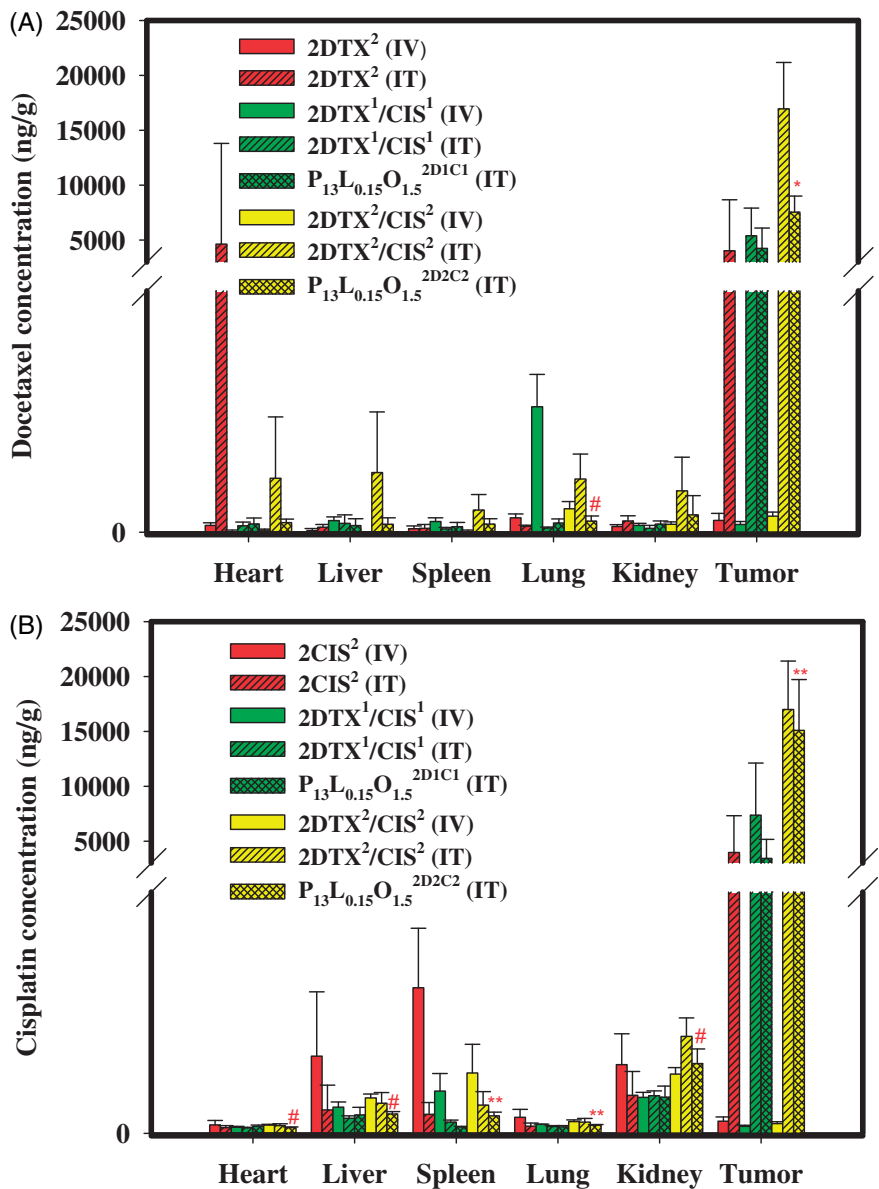 (A)
25000
20000
15000
10000
5000
0
Docetaxel concentration (ng/g)
2DTX² (IV)
2DTX² (IT)
2DTX¹/CIS¹ (IV)
2DTX¹/CIS¹ (IT)
P₁₃L₀.₁₅O₁.₅²ᴰ¹ᶜ¹ (IT)
2DTX²/CIS² (IV)
2DTX²/CIS² (IT)
P₁₃L₀.₁₅O₁.₅²ᴰ²ᶜ² (IT)
*
#
Heart Liver Spleen Lung Kidney Tumor
(B)
25000
20000
15000
10000
5000
0
Cisplatin concentration (ng/g)
2CIS² (IV)
2CIS² (IT)
2DTX¹/CIS¹ (IV)
2DTX¹/CIS¹ (IT)
P₁₃L₀.₁₅O₁.₅²ᴰ¹ᶜ¹ (IT)
2DTX²/CIS² (IV)
2DTX²/CIS² (IT)
P₁₃L₀.₁₅O₁.₅²ᴰ²ᶜ² (IT)
# # ** ** # **
Heart Liver Spleen Lung Kidney Tumor